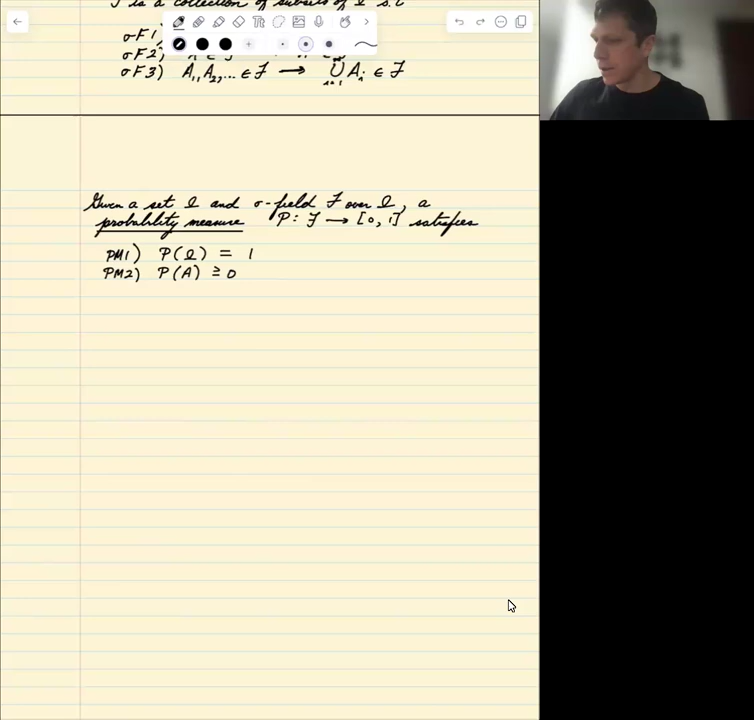 F is a collection of subsets of Ω s.t
σF1)
σF2)
σF3) A₁, A₂, ... ∈ F → ⋃ Aᵢ ∈ F
Given a set Ω and σ-field F over Ω, a
probability measure P: F → [0, 1] satisfies
PM1) P(Ω) = 1
PM2) P(A) ≥ 0